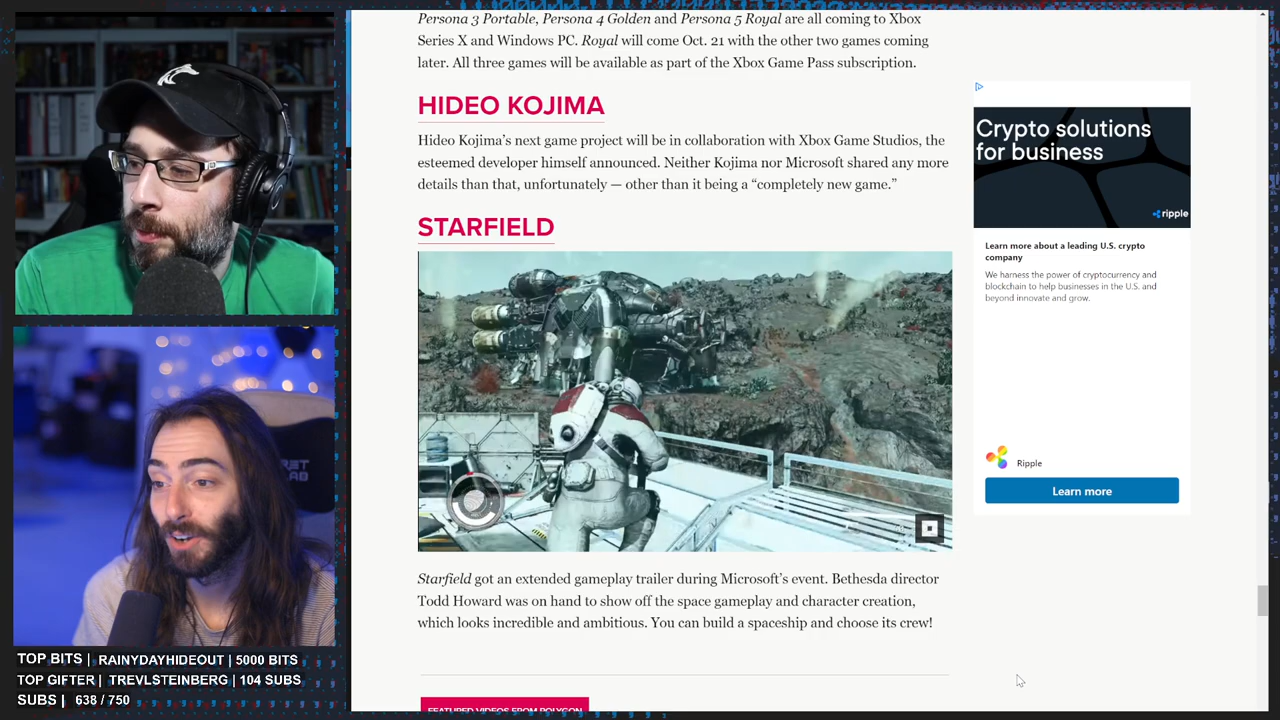 Persona 3 Portable, Persona 4 Golden and Persona 5 Royal are all coming to Xbox
Series X and Windows PC. Royal will come Oct. 21 with the other two games coming
later. All three games will be available as part of the Xbox Game Pass subscription.
HIDEO KOJIMA
Hideo Kojima’s next game project will be in collaboration with Xbox Game Studios, the
esteemed developer himself announced. Neither Kojima nor Microsoft shared any more
details than that, unfortunately — other than it being a “completely new game.”
STARFIELD
Starfield got an extended gameplay trailer during Microsoft’s event. Bethesda director
Todd Howard was on hand to show off the space gameplay and character creation,
which looks incredible and ambitious. You can build a spaceship and choose its crew!
FEATURED VIDEOS FROM POLYGON
Crypto solutions
for business
ripple
Learn more about a leading U.S. crypto
company
We harness the power of cryptocurrency and
blockchain to help businesses in the U.S. and
beyond innovate and grow.
Ripple
Learn more
TOP BITS | RAINYDAYHIDEOUT | 5000 BITS
TOP GIFTER | TREVLSTEINBERG | 104 SUBS
SUBS | 638 / 750